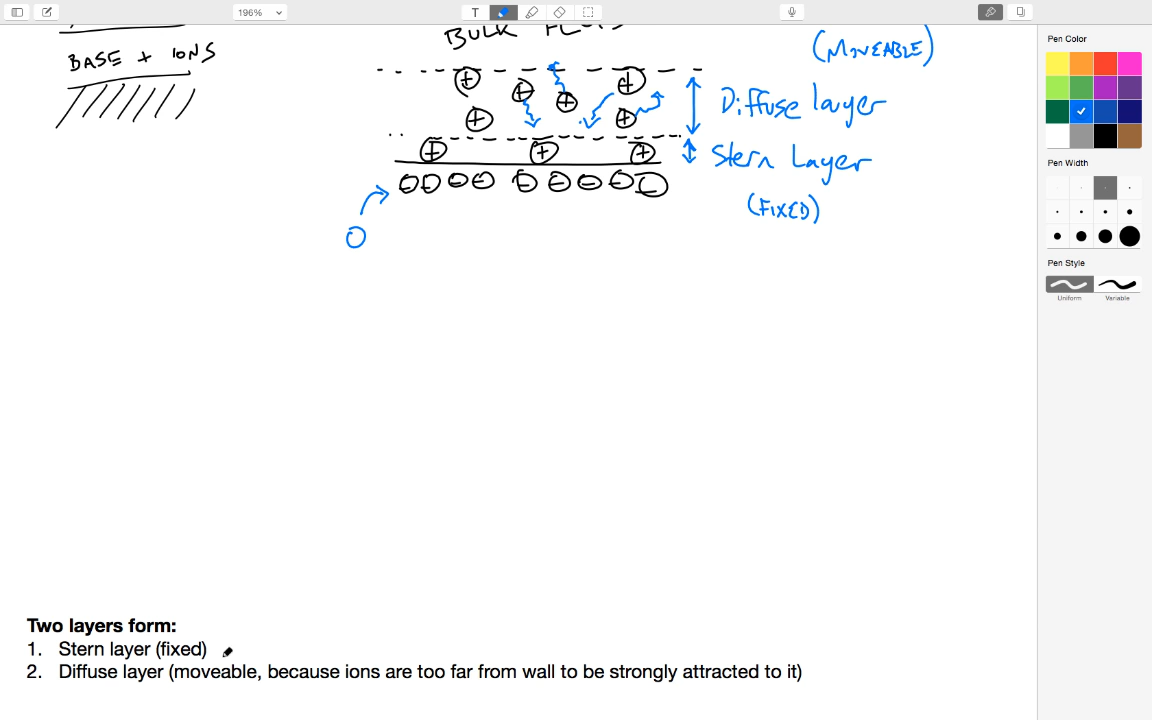 196%
T
Pen Color
BASE + IONS
BULK
(MOVEABLE)
Diffuse layer
Stern Layer
(FIXED)
Pen Width
Pen Style
Uniform
Variable
Two layers form:
1. Stern layer (fixed)
2. Diffuse layer (moveable, because ions are too far from wall to be strongly attracted to it)